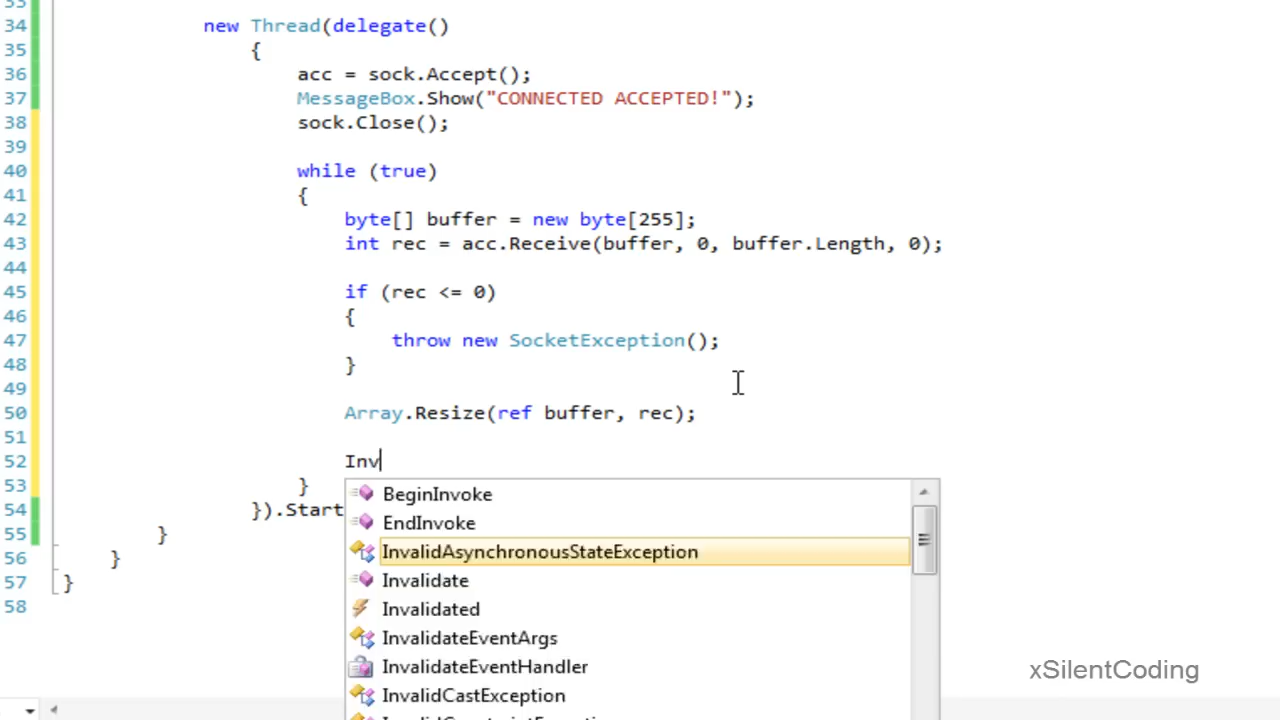 33
34 new Thread(delegate()
35 {
36 acc = sock.Accept();
37 MessageBox.Show("CONNECTED ACCEPTED!");
38 sock.Close();
39
40 while (true)
41 {
42 byte[] buffer = new byte[255];
43 int rec = acc.Receive(buffer, 0, buffer.Length, 0);
44
45 if (rec <= 0)
46 {
47 throw new SocketException();
48 }
49
50 Array.Resize(ref buffer, rec);
51
52 Inv
53 }
54 }).Start
55 }
56 }
57 }
58
BeginInvoke
EndInvoke
InvalidAsynchronousStateException
Invalidate
Invalidated
InvalidateEventArgs
InvalidateEventHandler
InvalidCastException
xSilentCoding